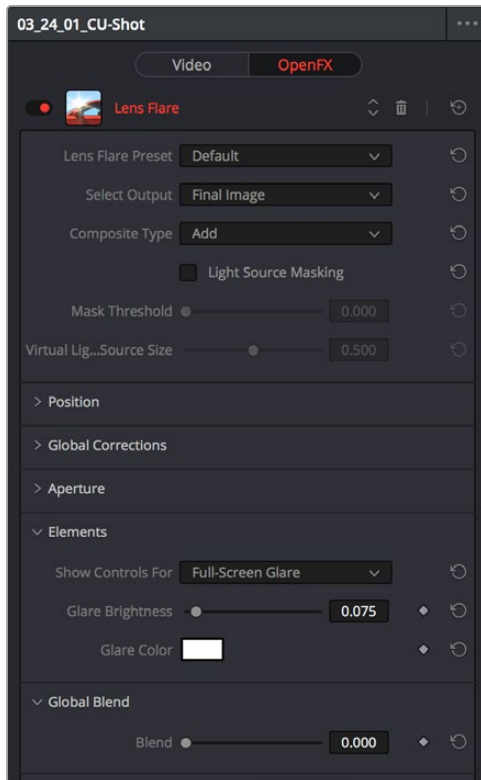 03_24_01_CU-Shot
Video OpenFX
Lens Flare
Lens Flare Preset Default
Select Output Final Image
Composite Type Add
Light Source Masking
Mask Threshold 0.000
Virtual Lig...Source Size 0.500
> Position
> Global Corrections
> Aperture
Elements
Show Controls For Full-Screen Glare
Glare Brightness 0.075
Glare Color
Global Blend
Blend 0.000